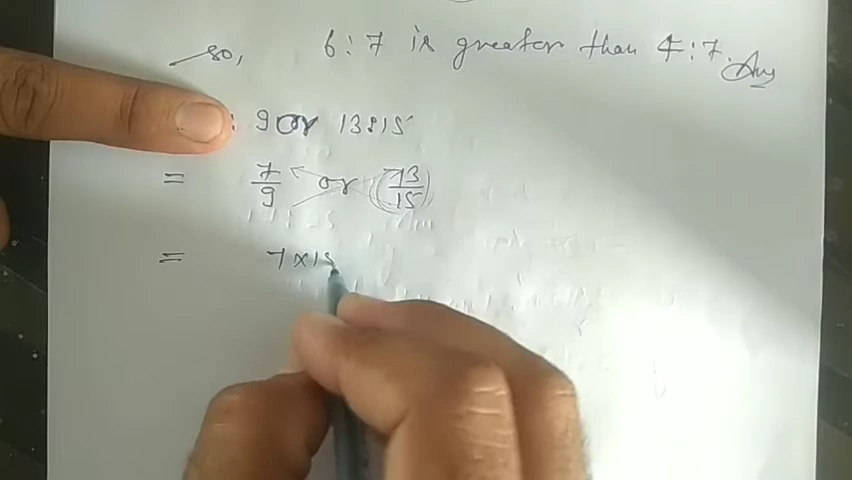 so, 6 : 7 is greater than 4 : 7. Ans
: 9 or 13:15
= 7/9 or 13/15
= 7×15